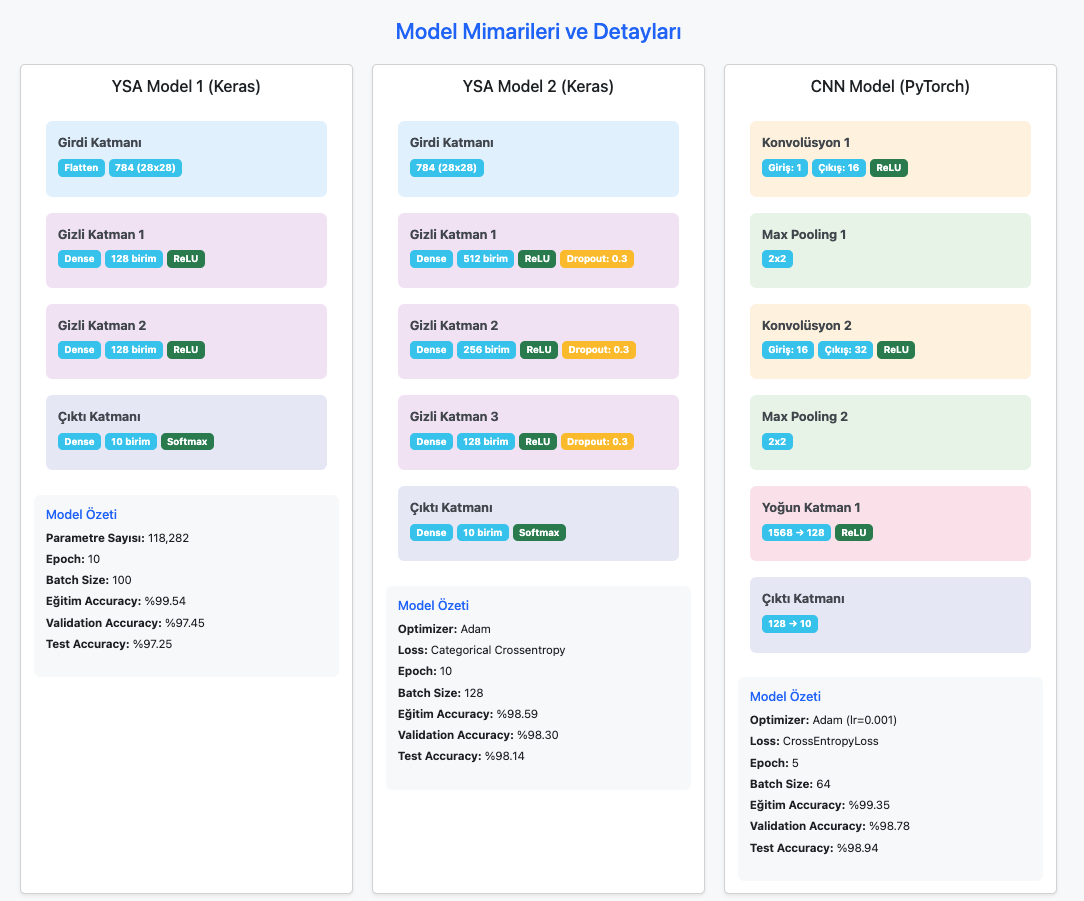 Model Mimarileri ve Detayları
YSA Model 1 (Keras)
Girdi Katmanı
Flatten 784 (28x28)
Gizli Katman 1
Dense 128 birim ReLU
Gizli Katman 2
Dense 128 birim ReLU
Çıktı Katmanı
Dense 10 birim Softmax
Model Özeti
Parametre Sayısı: 118,282
Epoch: 10
Batch Size: 100
Eğitim Accuracy: %99.54
Validation Accuracy: %97.45
Test Accuracy: %97.25
YSA Model 2 (Keras)
Girdi Katmanı
784 (28x28)
Gizli Katman 1
Dense 512 birim ReLU Dropout: 0.3
Gizli Katman 2
Dense 256 birim ReLU Dropout: 0.3
Gizli Katman 3
Dense 128 birim ReLU Dropout: 0.3
Çıktı Katmanı
Dense 10 birim Softmax
Model Özeti
Optimizer: Adam
Loss: Categorical Crossentropy
Epoch: 10
Batch Size: 128
Eğitim Accuracy: %98.59
Validation Accuracy: %98.30
Test Accuracy: %98.14
CNN Model (PyTorch)
Konvolüsyon 1
Giriş: 1 Çıkış: 16 ReLU
Max Pooling 1
2x2
Konvolüsyon 2
Giriş: 16 Çıkış: 32 ReLU
Max Pooling 2
2x2
Yoğun Katman 1
1568 → 128 ReLU
Çıktı Katmanı
128 → 10
Model Özeti
Optimizer: Adam (lr=0.001)
Loss: CrossEntropyLoss
Epoch: 5
Batch Size: 64
Eğitim Accuracy: %99.35
Validation Accuracy: %98.78
Test Accuracy: %98.94